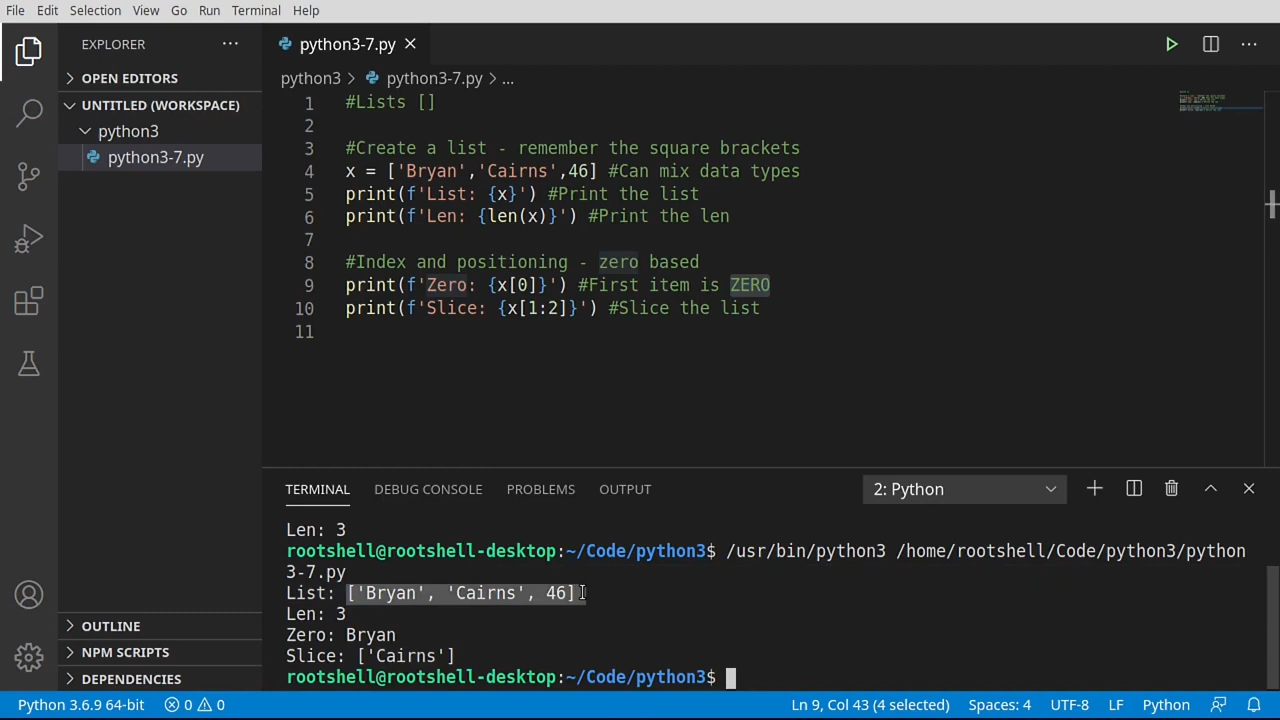 File Edit Selection View Go Run Terminal Help
EXPLORER
python3-7.py
OPEN EDITORS
python3 > python3-7.py > ...
UNTITLED (WORKSPACE)
python3
python3-7.py
1 #Lists []
2
3 #Create a list - remember the square brackets
4 x = ['Bryan','Cairns',46] #Can mix data types
5 print(f'List: {x}') #Print the list
6 print(f'Len: {len(x)}') #Print the len
7
8 #Index and positioning - zero based
9 print(f'Zero: {x[0]}') #First item is ZERO
10 print(f'Slice: {x[1:2]}') #Slice the list
11
TERMINAL DEBUG CONSOLE PROBLEMS OUTPUT 2: Python
Len: 3
rootshell@rootshell-desktop:~/Code/python3$ /usr/bin/python3 /home/rootshell/Code/python3/python
3-7.py
List: ['Bryan', 'Cairns', 46]
Len: 3
Zero: Bryan
Slice: ['Cairns']
rootshell@rootshell-desktop:~/Code/python3$
OUTLINE
NPM SCRIPTS
DEPENDENCIES
Python 3.6.9 64-bit 0 0 Ln 9, Col 43 (4 selected) Spaces: 4 UTF-8 LF Python